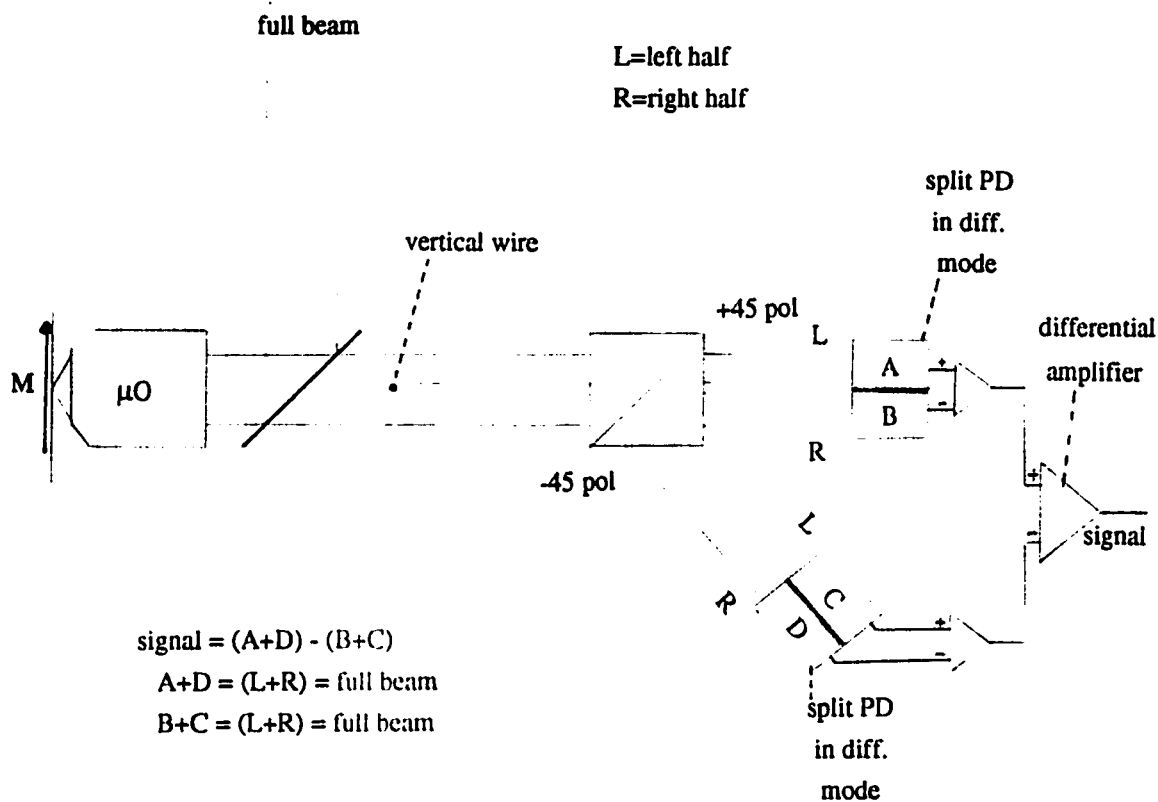 full beam
L=left half
R=right half
split PD
in diff.
mode
vertical wire
+45 pol
L
differential
amplifier
M
μO
A
+
B
-
R
-45 pol
+
-
signal
L
R
C
D
+
-
signal = (A+D) - (B+C)
A+D = (L+R) = full beam
B+C = (L+R) = full beam
split PD
in diff.
mode